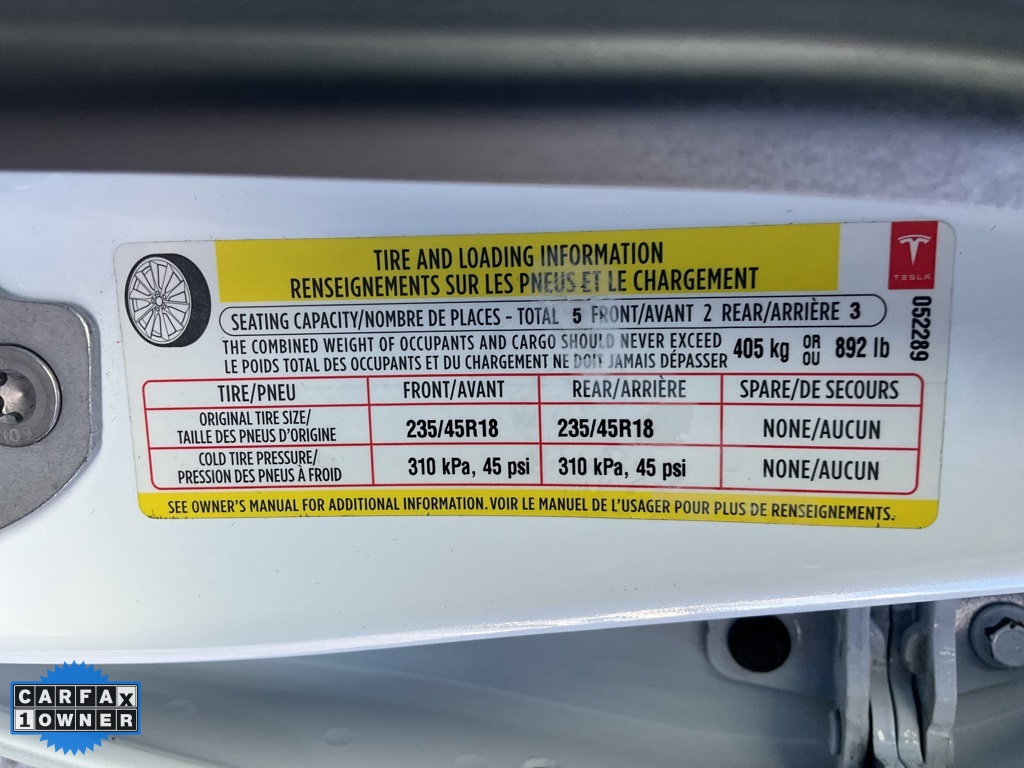 TIRE AND LOADING INFORMATION
RENSEIGNEMENTS SUR LES PNEUS ET LE CHARGEMENT
TESLA
052289
SEATING CAPACITY/NOMBRE DE PLACES - TOTAL 5 FRONT/AVANT 2 REAR/ARRIÈRE 3
THE COMBINED WEIGHT OF OCCUPANTS AND CARGO SHOULD NEVER EXCEED
LE POIDS TOTAL DES OCCUPANTS ET DU CHARGEMENT NE DOIT JAMAIS DÉPASSER
405 kg OR OU 892 lb
TIRE/PNEU FRONT/AVANT REAR/ARRIÈRE SPARE/DE SECOURS
ORIGINAL TIRE SIZE/
TAILLE DES PNEUS D'ORIGINE
235/45R18 235/45R18 NONE/AUCUN
COLD TIRE PRESSURE/
PRESSION DES PNEUS À FROID
310 kPa, 45 psi 310 kPa, 45 psi NONE/AUCUN
SEE OWNER'S MANUAL FOR ADDITIONAL INFORMATION. VOIR LE MANUEL DE L'USAGER POUR PLUS DE RENSEIGNEMENTS.
CARFAX
1 OWNER